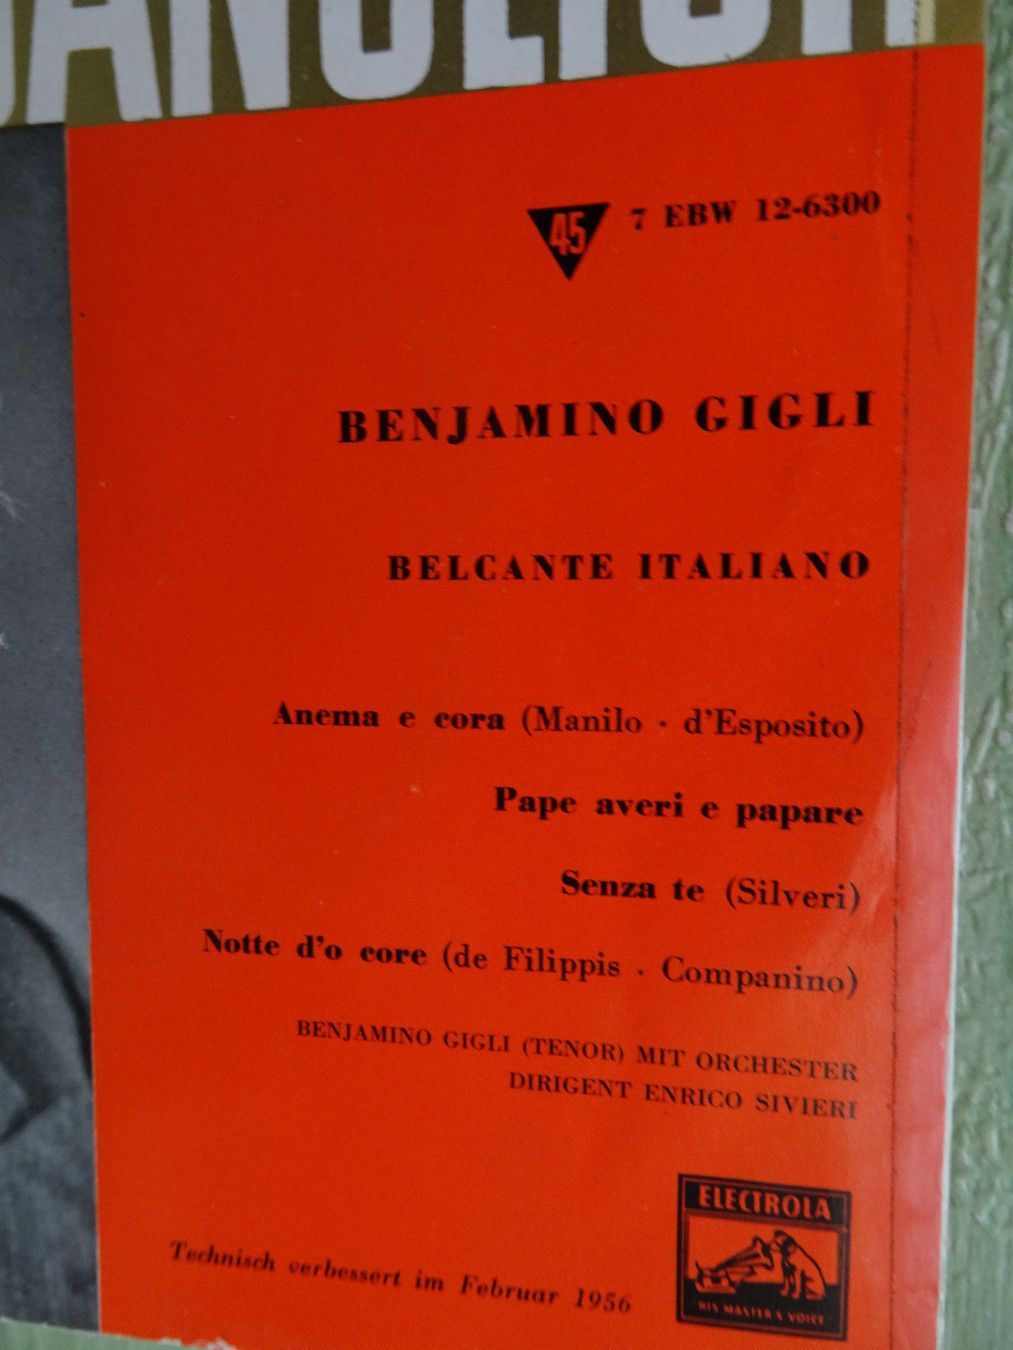 45 7 EBW 12-6300
BENJAMINO GIGLI
BELCANTE ITALIANO
Anema e cora (Manilo · d'Esposito)
Pape averi e papare
Senza te (Silveri)
Notte d'o core (de Filippis · Companino)
BENJAMINO GIGLI (TENOR) MIT ORCHESTER
DIRIGENT ENRICO SIVIERI
ELECTROLA
HIS MASTER'S VOICE
Technisch verbessert im Februar 1956